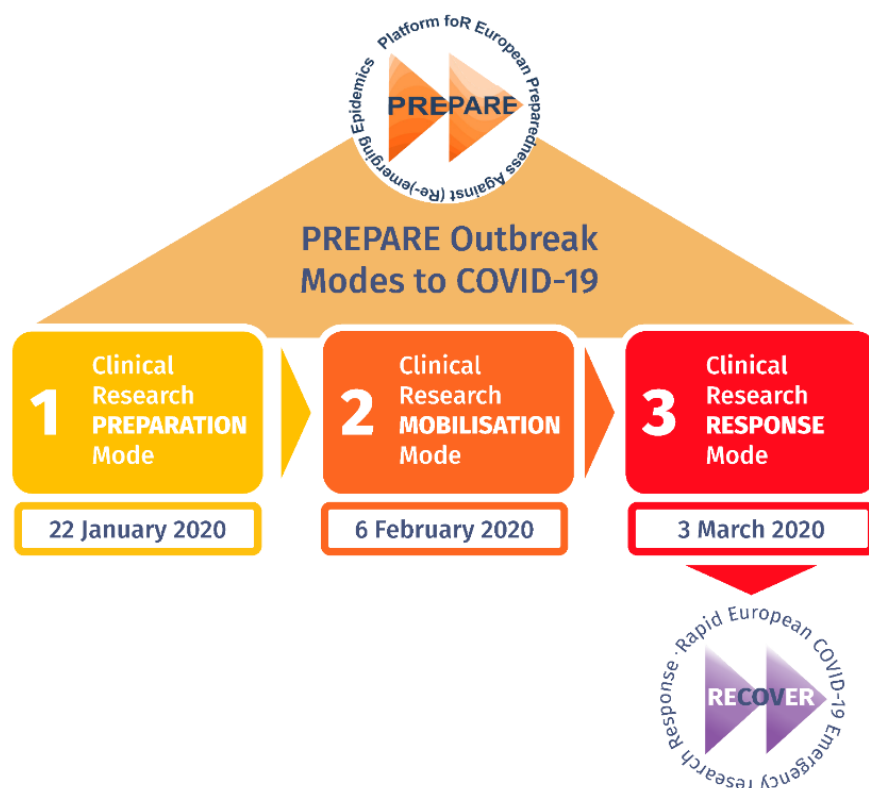 Platform foR European Preparedness Against (Re-)emerging Epidemics
PREPARE
PREPARE Outbreak
Modes to COVID-19
1
Clinical
Research
PREPARATION
Mode
2
Clinical
Research
MOBILISATION
Mode
3
Clinical
Research
RESPONSE
Mode
22 January 2020
6 February 2020
3 March 2020
Rapid European COVID-19 Emergency research Response ·
RECOVER